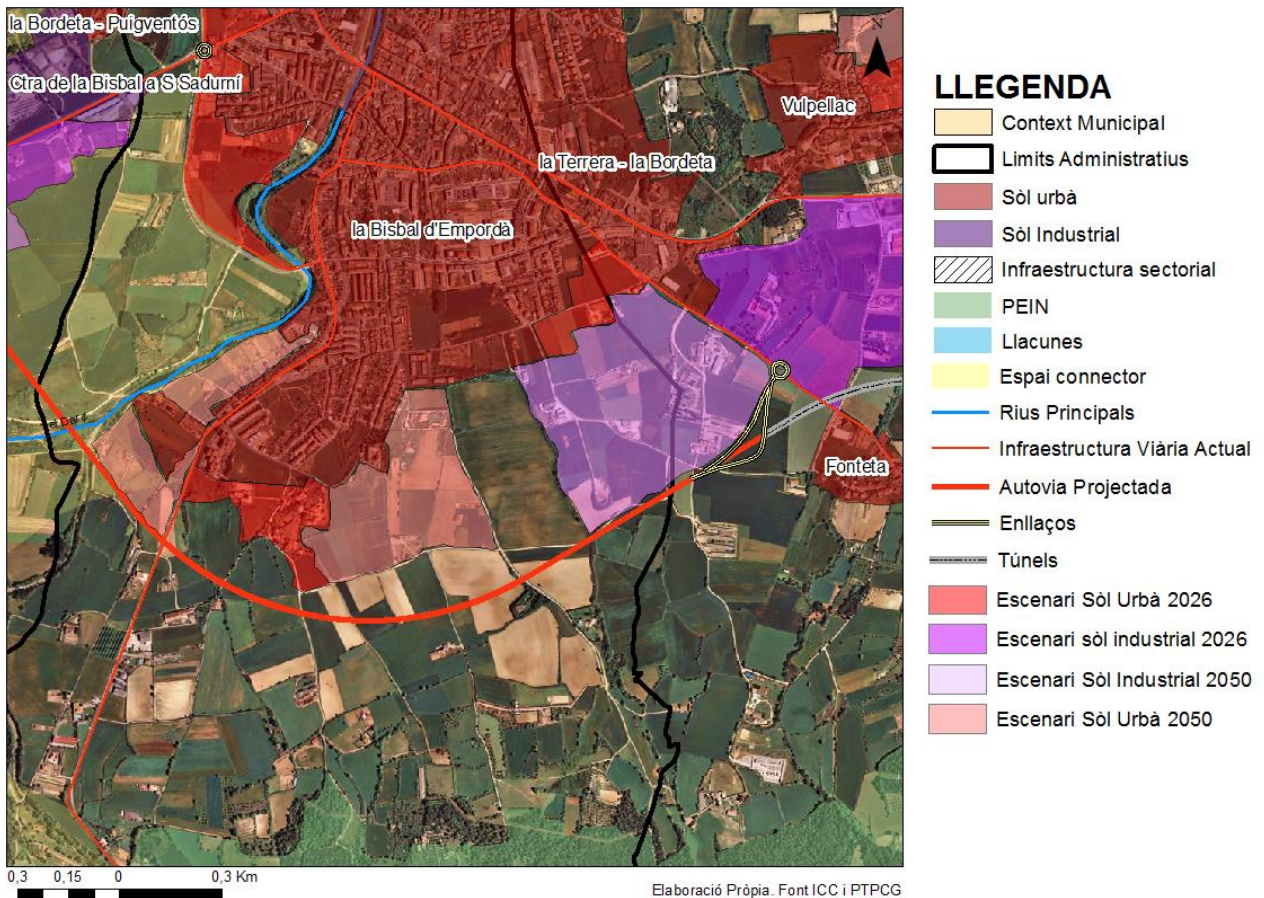 la Bordeta - Puigventós
N
Ctra de la Bisbal a S Sadurní
Vulpellac
la Terrera - la Bordeta
la Bisbal d'Empordà
Fonteta
LLEGENDA
Context Municipal
Limits Administratius
Sòl urbà
Sòl Industrial
Infraestructura sectorial
PEIN
Llacunes
Espai connector
Rius Principals
Infraestructura Viària Actual
Autovia Projectada
Enllaços
Túnels
Escenari Sòl Urbà 2026
Escenari sòl industrial 2026
Escenari Sòl Industrial 2050
Escenari Sòl Urbà 2050
0,3 0,15 0 0,3 Km
Elaboració Pròpia. Font ICC i PTPCG